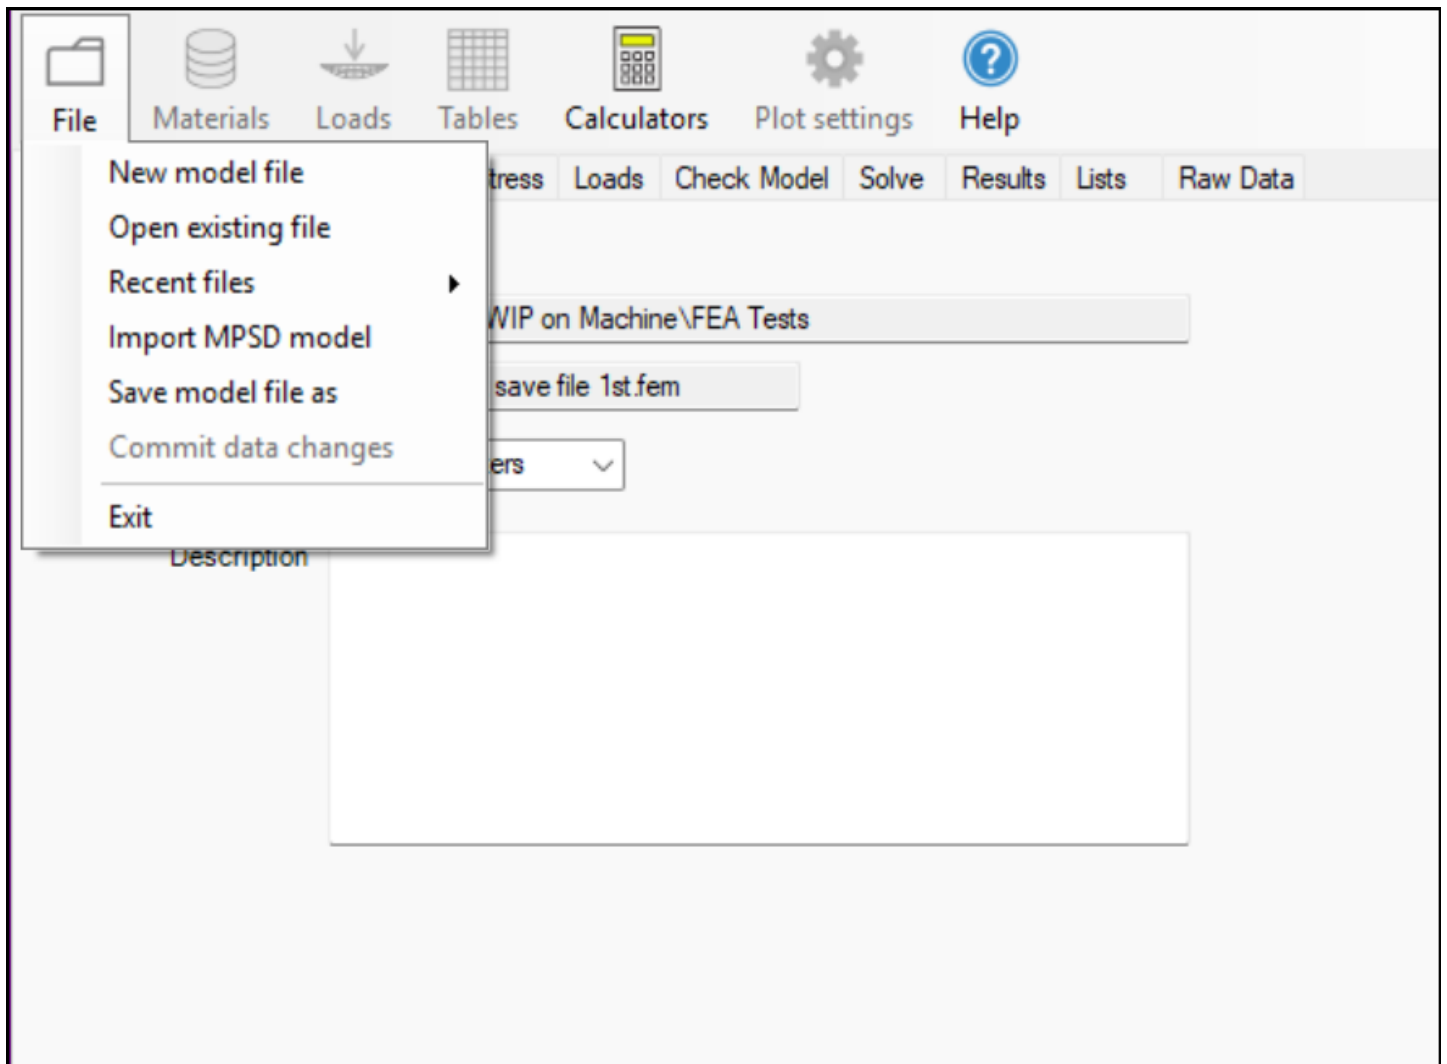 File Materials Loads Tables Calculators Plot settings Help
New model file
Open existing file
Recent files
Import MPSD model
Save model file as
Commit data changes
Exit
Loads Check Model Solve Results Lists Raw Data
WIP on Machine\FEA Tests
save file 1st.fem
Description